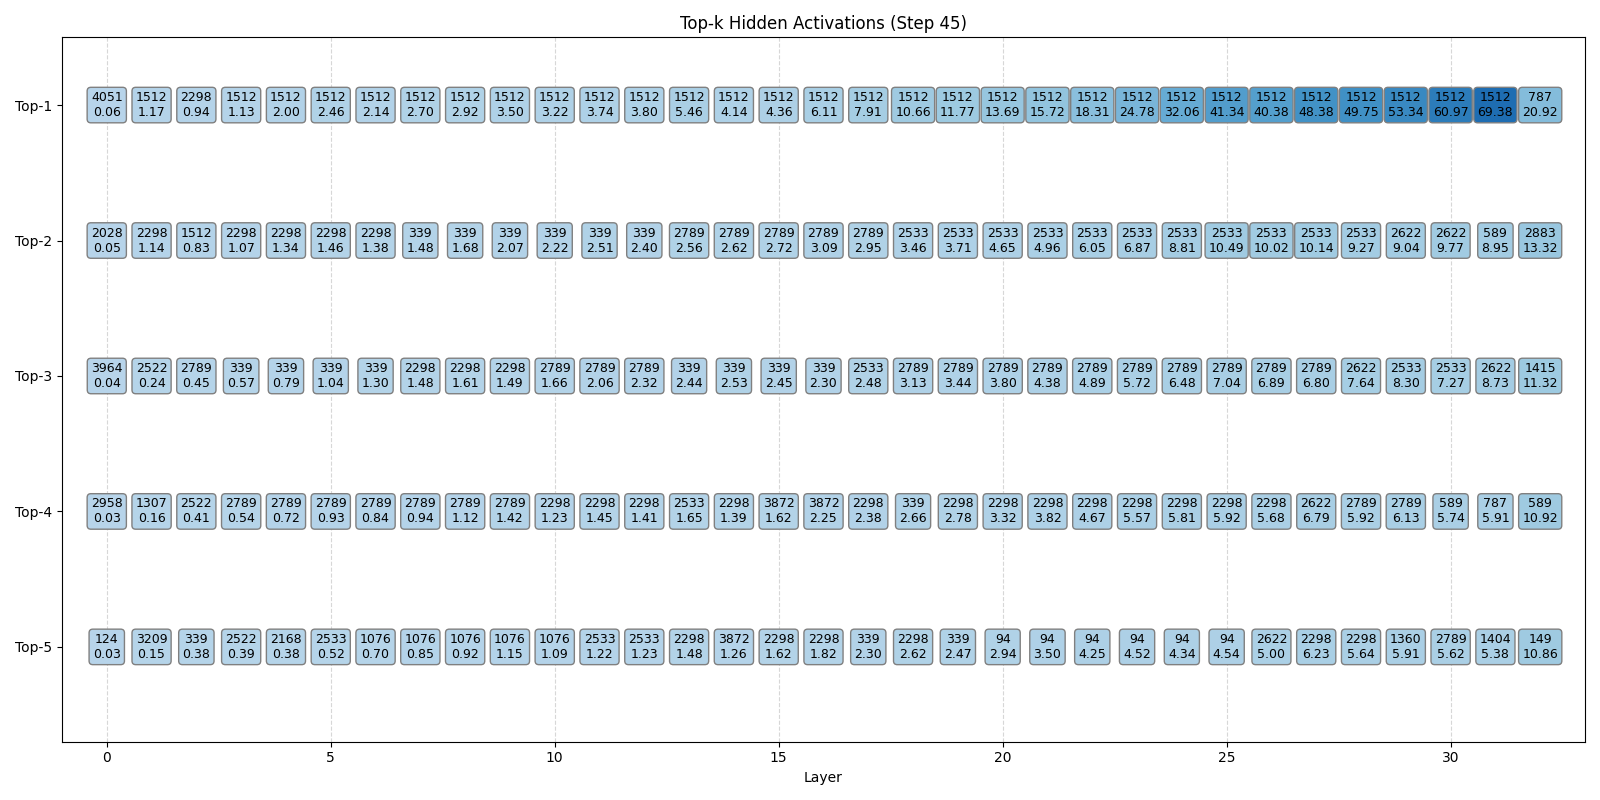 Top-k Hidden Activations (Step 45)
Top-1
4051 1512 2298 1512 1512 1512 1512 1512 1512 1512 1512 1512 1512 1512 1512 1512 1512 1512 1512 1512 1512 1512 1512 1512 1512 1512 1512 1512 1512 1512 1512 1512 787
0.06 1.17 0.94 1.13 2.00 2.46 2.14 2.70 2.92 3.50 3.22 3.74 3.80 5.46 4.14 4.36 6.11 7.91 10.66 11.77 13.69 15.72 18.31 24.78 32.06 41.34 40.38 48.38 49.75 53.34 60.97 69.38 20.92
Top-2
2028 2298 1512 2298 2298 2298 2298 339 339 339 339 339 339 2789 2789 2789 2789 2789 2533 2533 2533 2533 2533 2533 2533 2533 2533 2533 2533 2622 2622 589 2883
0.05 1.14 0.83 1.07 1.34 1.46 1.38 1.48 1.68 2.07 2.22 2.51 2.40 2.56 2.62 2.72 3.09 2.95 3.46 3.71 4.65 4.96 6.05 6.87 8.81 10.49 10.02 10.14 9.27 9.04 9.77 8.95 13.32
Top-3
3964 2522 2789 339 339 339 339 2298 2298 2298 2789 2789 2789 339 339 339 339 2533 2789 2789 2789 2789 2789 2789 2789 2789 2789 2789 2622 2533 2533 2622 1415
0.04 0.24 0.45 0.57 0.79 1.04 1.30 1.48 1.61 1.49 1.66 2.06 2.32 2.44 2.53 2.45 2.30 2.48 3.13 3.44 3.80 4.38 4.89 5.72 6.48 7.04 6.89 6.80 7.64 8.30 7.27 8.73 11.32
Top-4
2958 1307 2522 2789 2789 2789 2789 2789 2789 2789 2298 2298 2298 2533 2298 3872 3872 2298 339 2298 2298 2298 2298 2298 2298 2298 2298 2622 2789 2789 589 787 589
0.03 0.16 0.41 0.54 0.72 0.93 0.84 0.94 1.12 1.42 1.23 1.45 1.41 1.65 1.39 1.62 2.25 2.38 2.66 2.78 3.32 3.82 4.67 5.57 5.81 5.92 5.68 6.79 5.92 6.13 5.74 5.91 10.92
Top-5
124 3209 339 2522 2168 2533 1076 1076 1076 1076 1076 2533 2533 2298 3872 2298 2298 339 2298 339 94 94 94 94 94 94 2622 2298 2298 1360 2789 1404 149
0.03 0.15 0.38 0.39 0.38 0.52 0.70 0.85 0.92 1.15 1.09 1.22 1.23 1.48 1.26 1.62 1.82 2.30 2.62 2.47 2.94 3.50 4.25 4.52 4.34 4.54 5.00 6.23 5.64 5.91 5.62 5.38 10.86
0 5 10 15 20 25 30
Layer